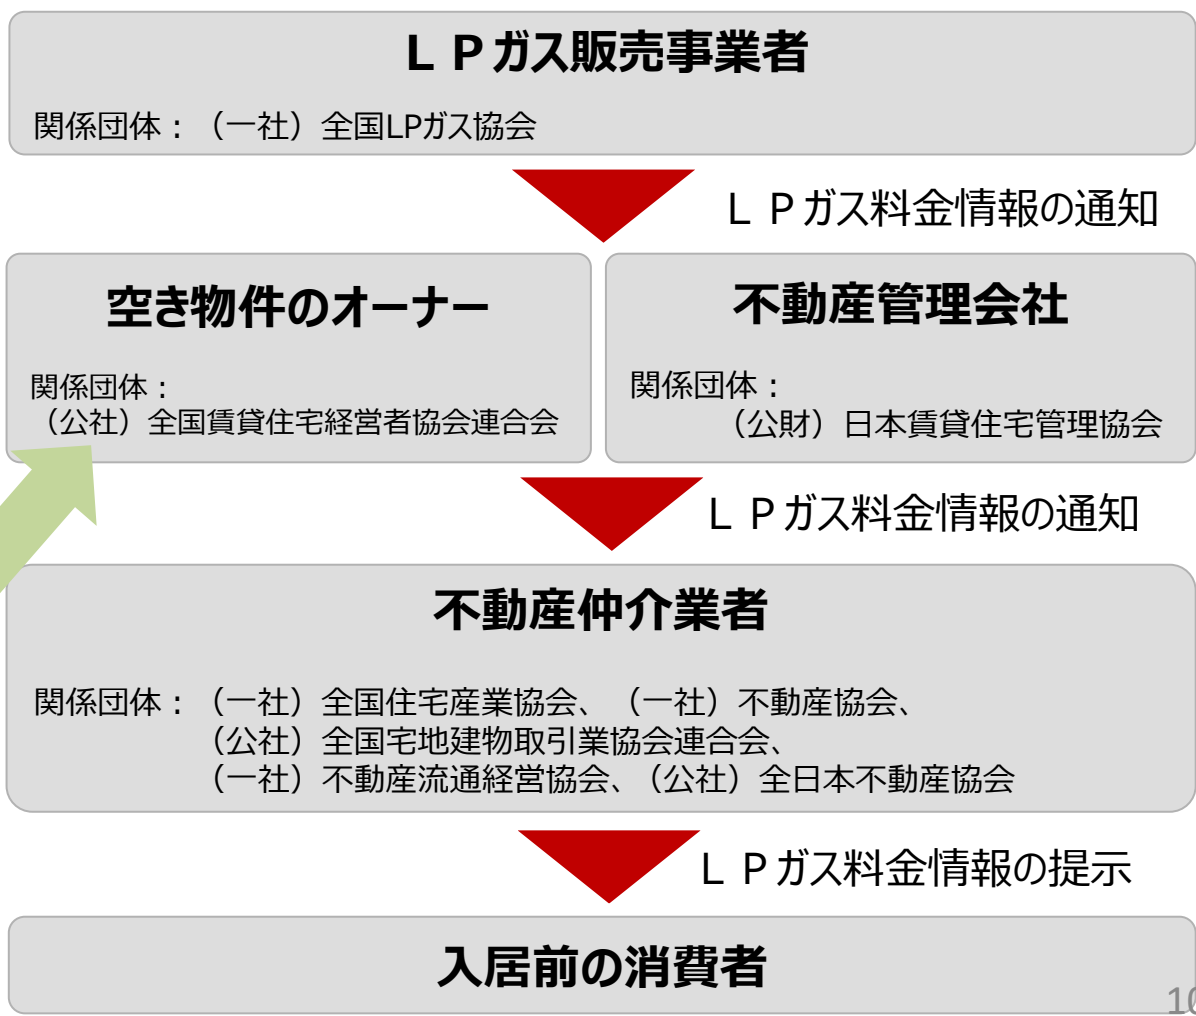 ＬＰガス販売事業者
関係団体：（一社）全国LPガス協会
ＬＰガス料金情報の通知
空き物件のオーナー
関係団体：
（公社）全国賃貸住宅経営者協会連合会
不動産管理会社
関係団体：
（公財）日本賃貸住宅管理協会
ＬＰガス料金情報の通知
不動産仲介業者
関係団体：（一社）全国住宅産業協会、（一社）不動産協会、
（公社）全国宅地建物取引業協会連合会、
（一社）不動産流通経営協会、（公社）全日本不動産協会
ＬＰガス料金情報の提示
入居前の消費者
10